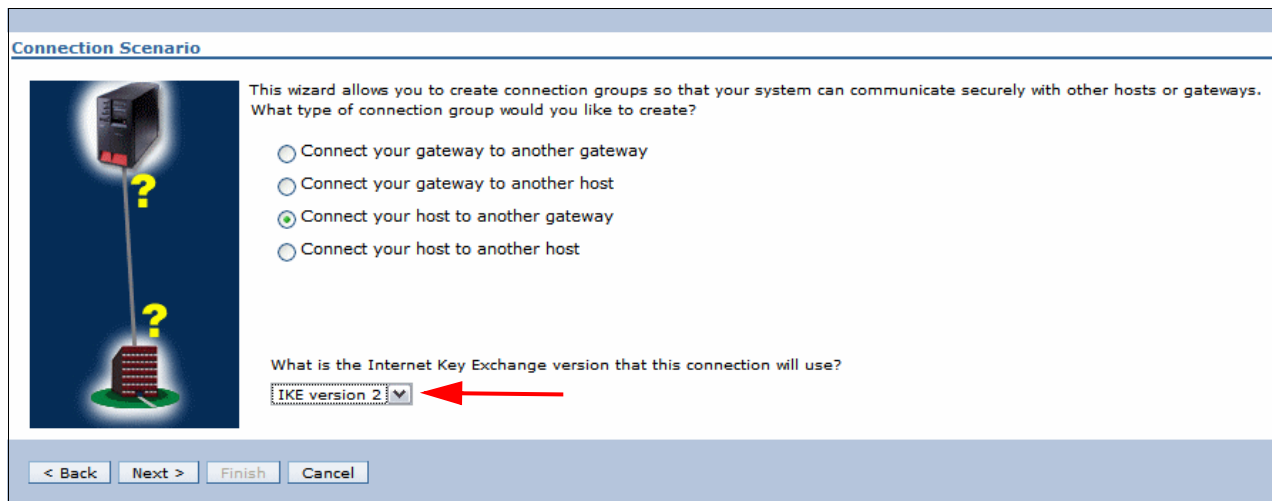 Connection Scenario
This wizard allows you to create connection groups so that your system can communicate securely with other hosts or gateways.
What type of connection group would you like to create?
Connect your gateway to another gateway
Connect your gateway to another host
Connect your host to another gateway
Connect your host to another host
?
?
What is the Internet Key Exchange version that this connection will use?
IKE version 2
< Back Next > Finish Cancel